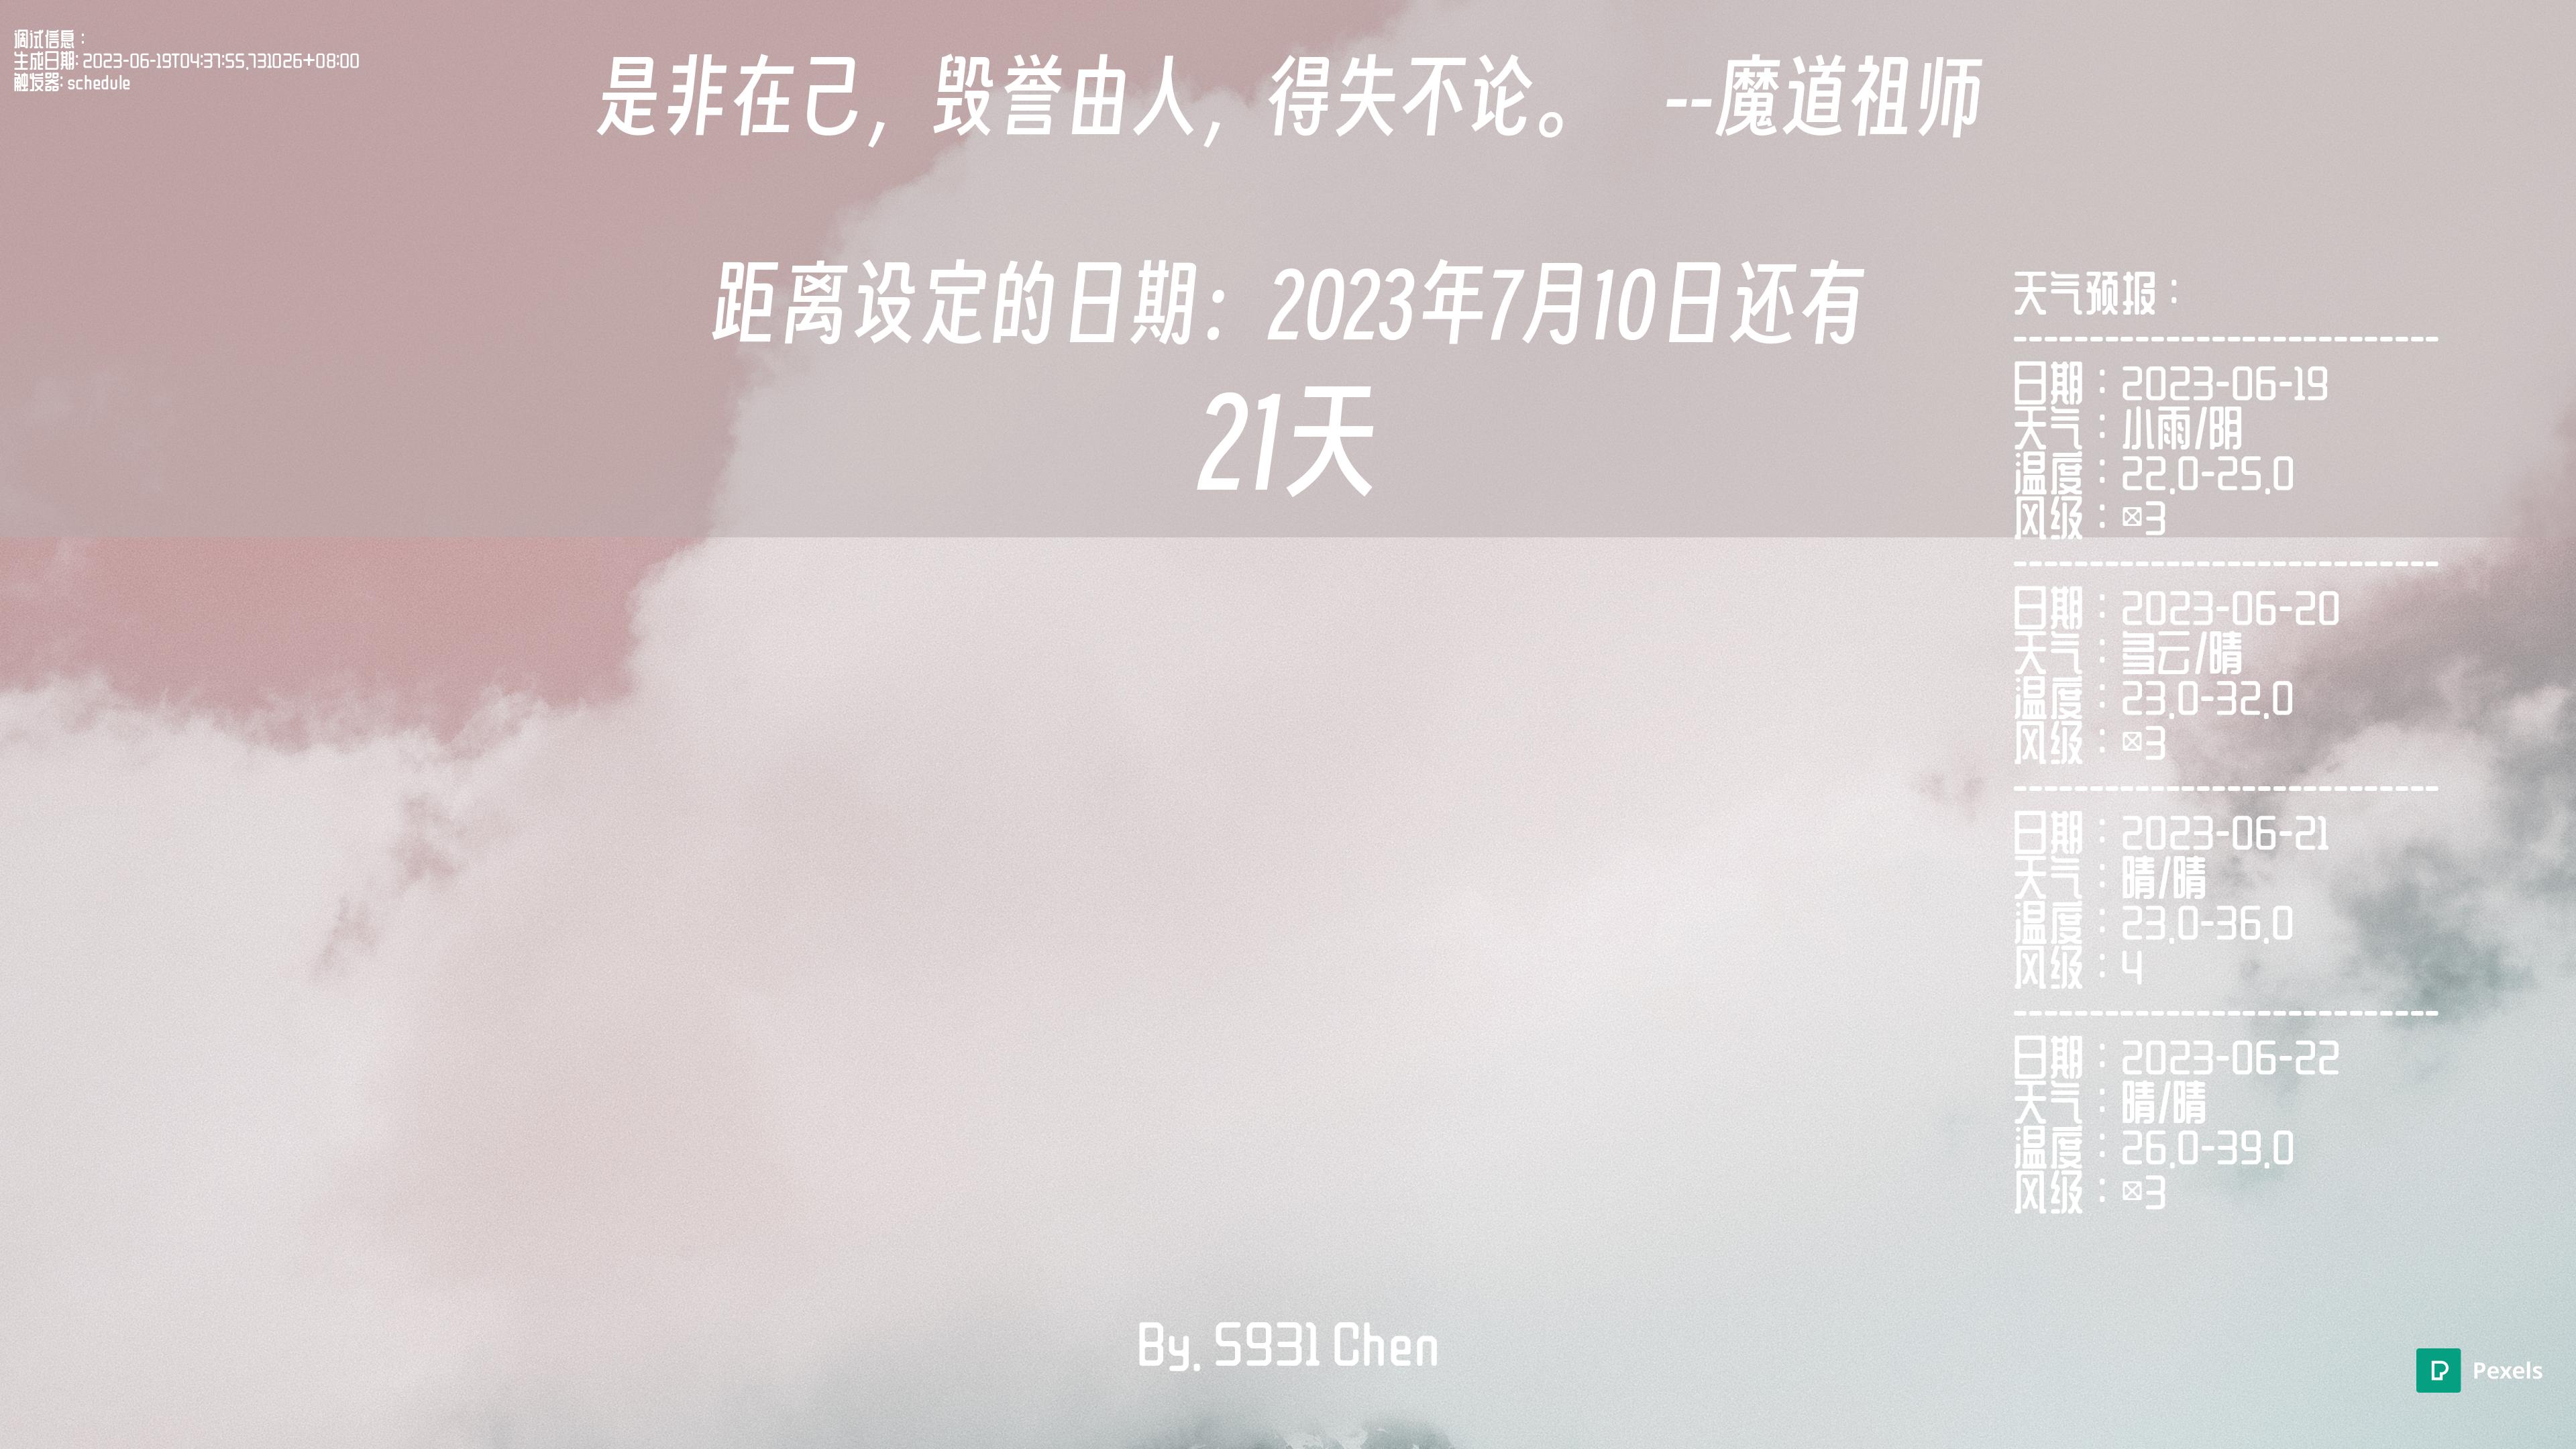 调试信息：
生成日期: 2023-06-19T04:37:55.731026+08:00
触发器: schedule
是非在己，毁誉由人，得失不论。 --魔道祖师
距离设定的日期：2023年7月10日还有
21天
天气预报：
----------------------------
日期：2023-06-19
天气：小雨/阴
温度：22.0-25.0
风级：☒3
----------------------------
日期：2023-06-20
天气：多云/晴
温度：23.0-32.0
风级：☒3
----------------------------
日期：2023-06-21
天气：晴/晴
温度：23.0-36.0
风级：4
----------------------------
日期：2023-06-22
天气：晴/晴
温度：26.0-39.0
风级：☒3
By. S931 Chen
Pexels